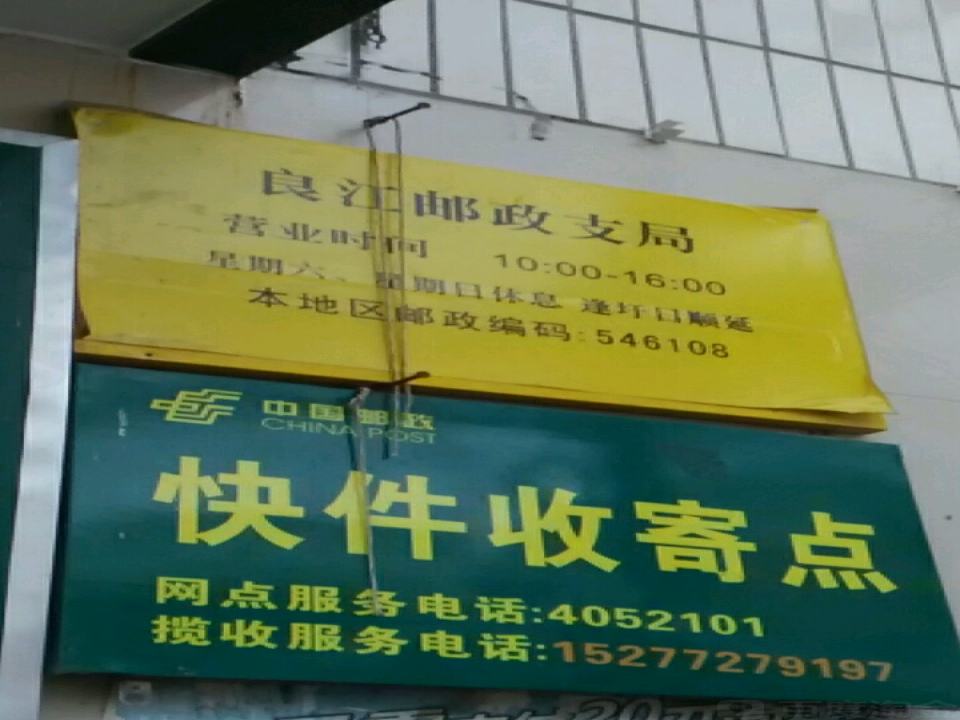 良江邮政支局
营业时间 10:00-16:00
星期六、星期日休息 逢圩日顺延
本地区邮政编码:546108
中国邮政
CHINA POST
快件收寄点
网点服务电话:4052101
揽收服务电话:15277279197